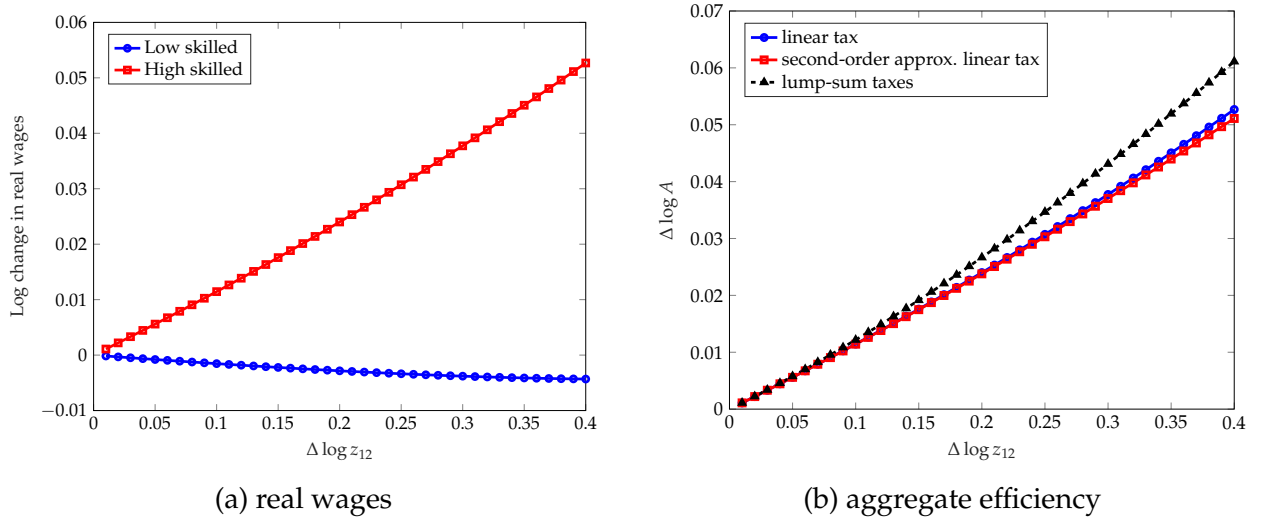 0.06
0.05
0.04
0.03
0.02
0.01
0
−0.01
Log change in real wages
Low skilled
High skilled
0 0.05 0.1 0.15 0.2 0.25 0.3 0.35 0.4
Δ log z₁₂
(a) real wages
0.07
0.06
0.05
0.04
0.03
0.02
0.01
0
Δ log A
linear tax
second-order approx. linear tax
lump-sum taxes
0 0.05 0.1 0.15 0.2 0.25 0.3 0.35 0.4
Δ log z₁₂
(b) aggregate efficiency